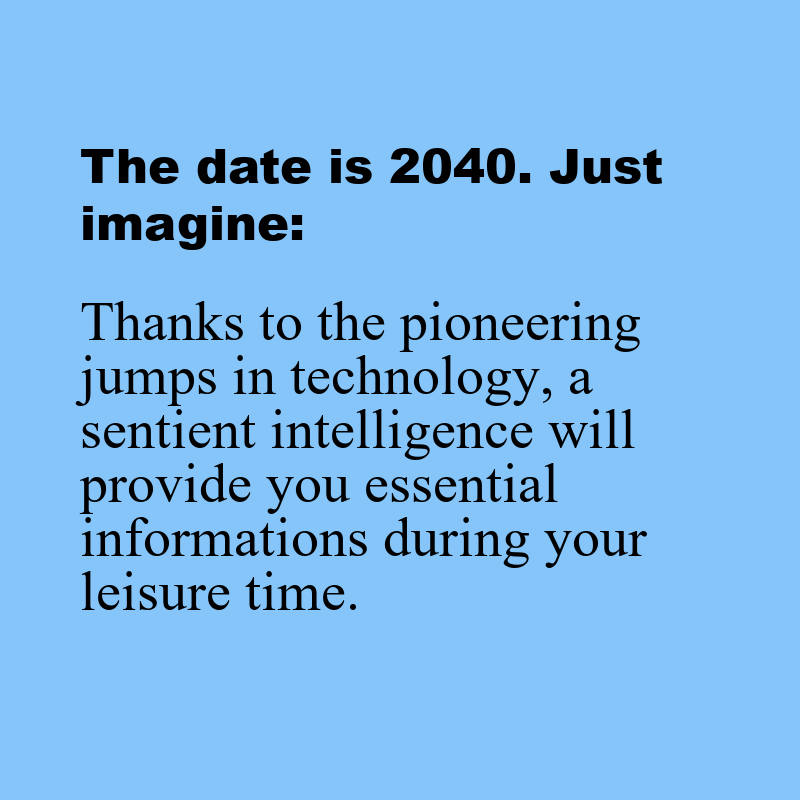 The date is 2040. Just
imagine:
Thanks to the pioneering
jumps in technology, a
sentient intelligence will
provide you essential
informations during your
leisure time.